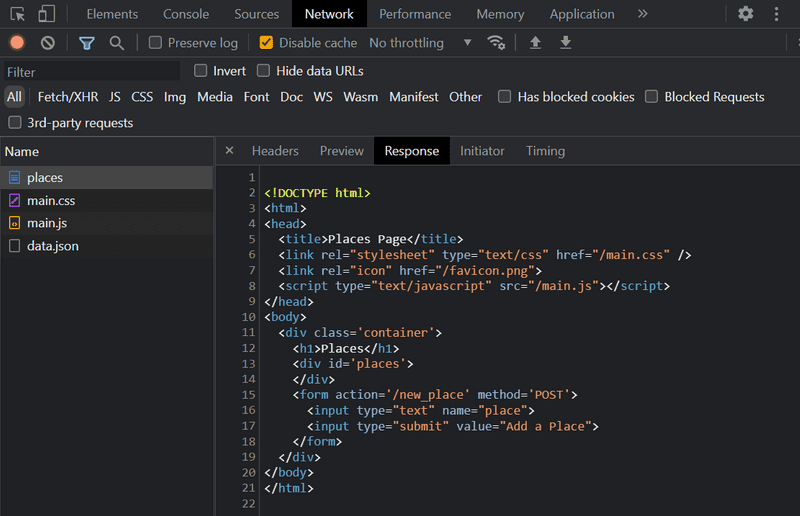 Elements Console Sources Network Performance Memory Application »
Preserve log Disable cache No throttling
Filter Invert Hide data URLs
All Fetch/XHR JS CSS Img Media Font Doc WS Wasm Manifest Other Has blocked cookies Blocked Requests
3rd-party requests
Name
places
main.css
main.js
data.json
× Headers Preview Response Initiator Timing
1
2 <!DOCTYPE html>
3 <html>
4 <head>
5   <title>Places Page</title>
6   <link rel="stylesheet" type="text/css" href="/main.css" />
7   <link rel="icon" href="/favicon.png">
8   <script type="text/javascript" src="/main.js"></script>
9 </head>
10 <body>
11   <div class='container'>
12     <h1>Places</h1>
13     <div id='places'>
14     </div>
15     <form action='/new_place' method='POST'>
16       <input type="text" name="place">
17       <input type="submit" value="Add a Place">
18     </form>
19   </div>
20 </body>
21 </html>
22